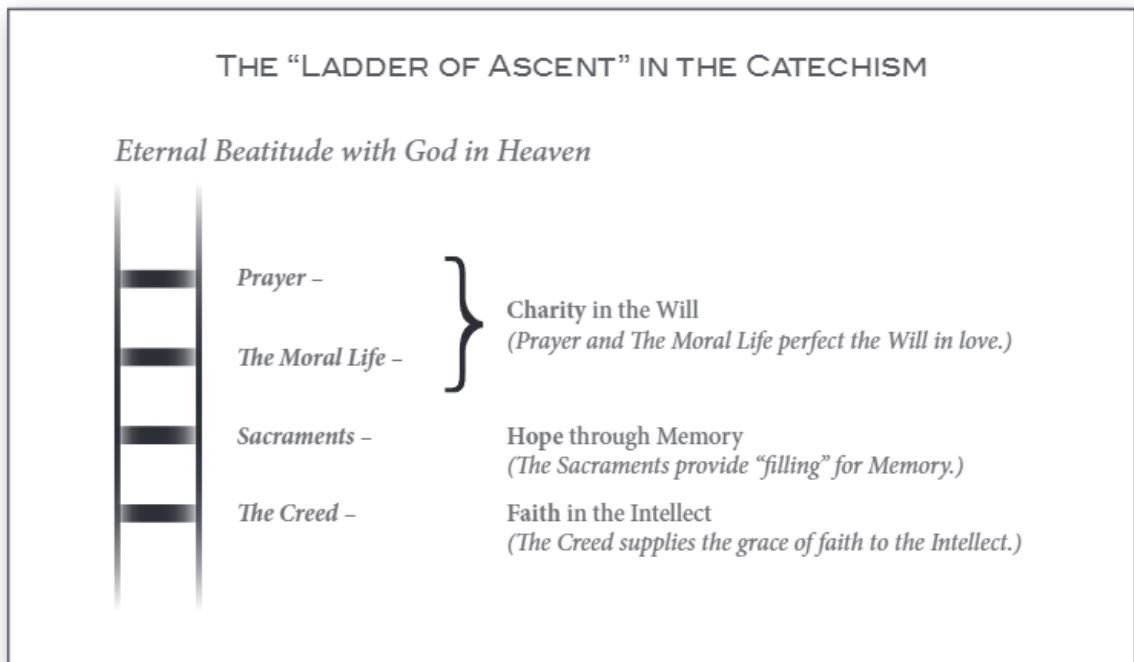 THE “LADDER OF ASCENT” IN THE CATECHISM
Eternal Beatitude with God in Heaven
Prayer –
The Moral Life –
Charity in the Will
(Prayer and The Moral Life perfect the Will in love.)
Sacraments –
Hope through Memory
(The Sacraments provide “filling” for Memory.)
The Creed –
Faith in the Intellect
(The Creed supplies the grace of faith to the Intellect.)